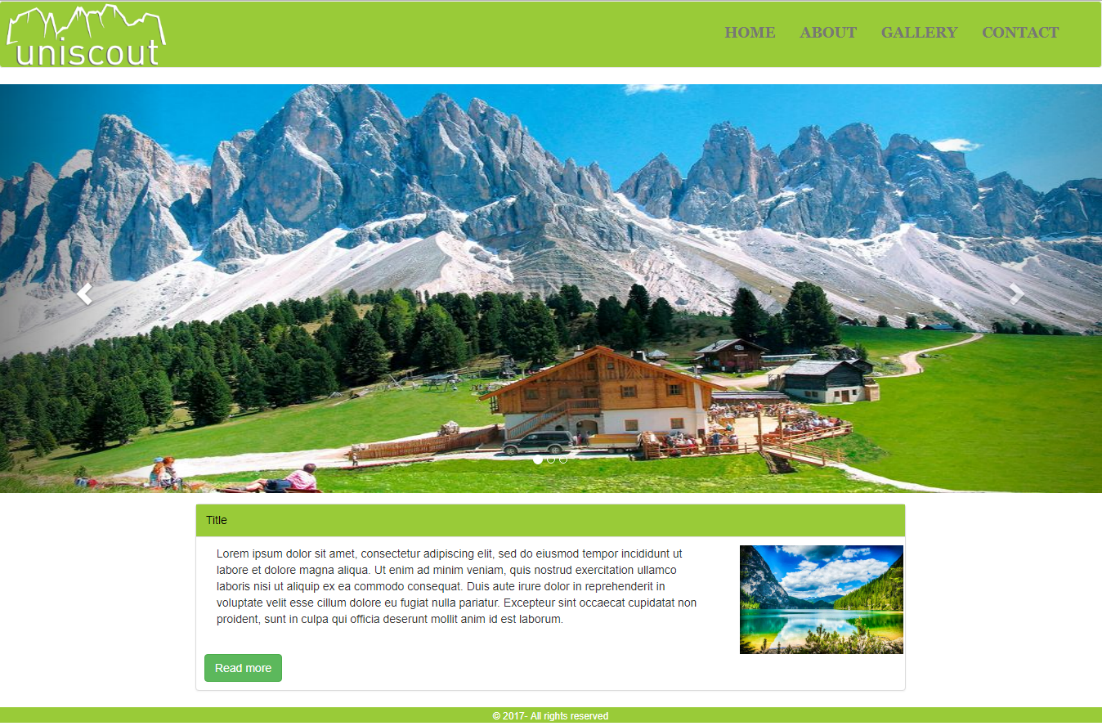 uniscout
HOME ABOUT GALLERY CONTACT
Title
Lorem ipsum dolor sit amet, consectetur adipiscing elit, sed do eiusmod tempor incididunt ut
labore et dolore magna aliqua. Ut enim ad minim veniam, quis nostrud exercitation ullamco
laboris nisi ut aliquip ex ea commodo consequat. Duis aute irure dolor in reprehenderit in
voluptate velit esse cillum dolore eu fugiat nulla pariatur. Excepteur sint occaecat cupidatat non
proident, sunt in culpa qui officia deserunt mollit anim id est laborum.
Read more
© 2017- All rights reserved